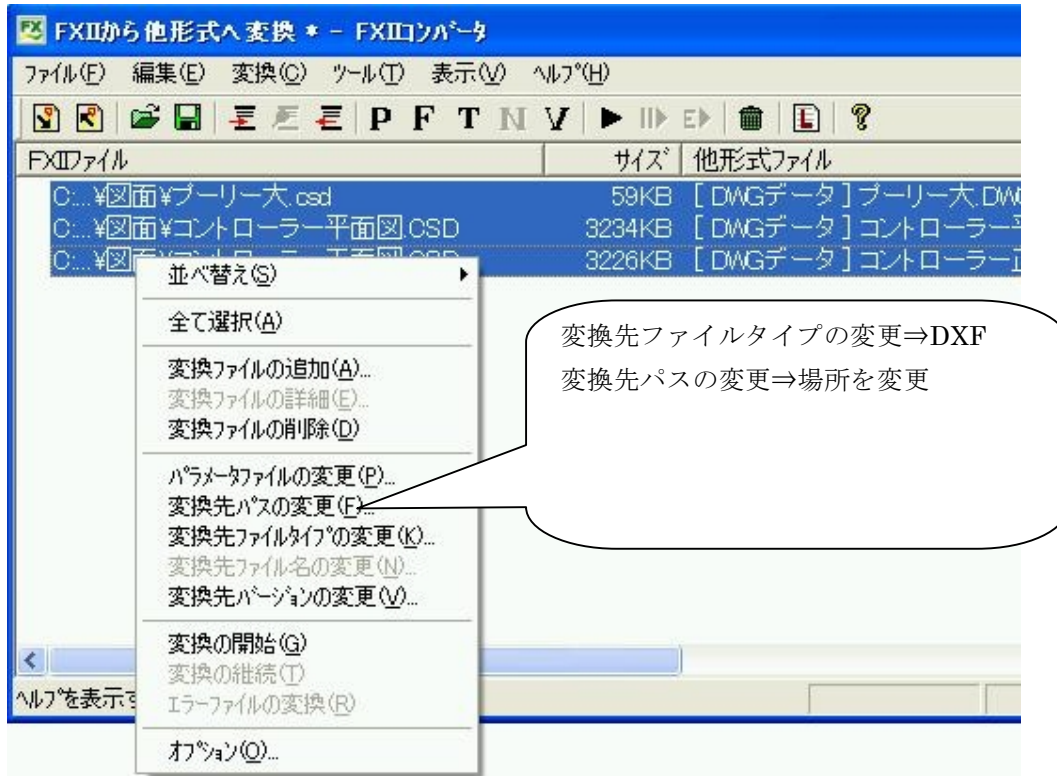 FXIIから他形式へ変換 * - FXIIコンバータ
ファイル(F) 編集(E) 変換(C) ツール(T) 表示(V) ヘルプ(H)
P F T N V E L ?
FXIIファイル サイズ 他形式ファイル
C:...¥図面¥プーリー大.csd 59KB [ DWGデータ ] プーリー大.DW
C:...¥図面¥コントローラー平面図.CSD 3234KB [ DWGデータ ] コントローラー平
C:...¥図 3226KB [ DWGデータ ] コントローラー正
並べ替え(S)
全て選択(A)
変換ファイルの追加(A)...
変換ファイルの詳細(E)...
変換ファイルの削除(D)
パラメータファイルの変更(P)...
変換先パスの変更(F)...
変換先ファイルタイプの変更(K)...
変換先ファイル名の変更(N)...
変換先バージョンの変更(V)...
変換の開始(G)
変換の継続(T)
エラーファイルの変換(R)
オプション(O)...
変換先ファイルタイプの変更⇒DXF
変換先パスの変更⇒場所を変更
ヘルプを表示す